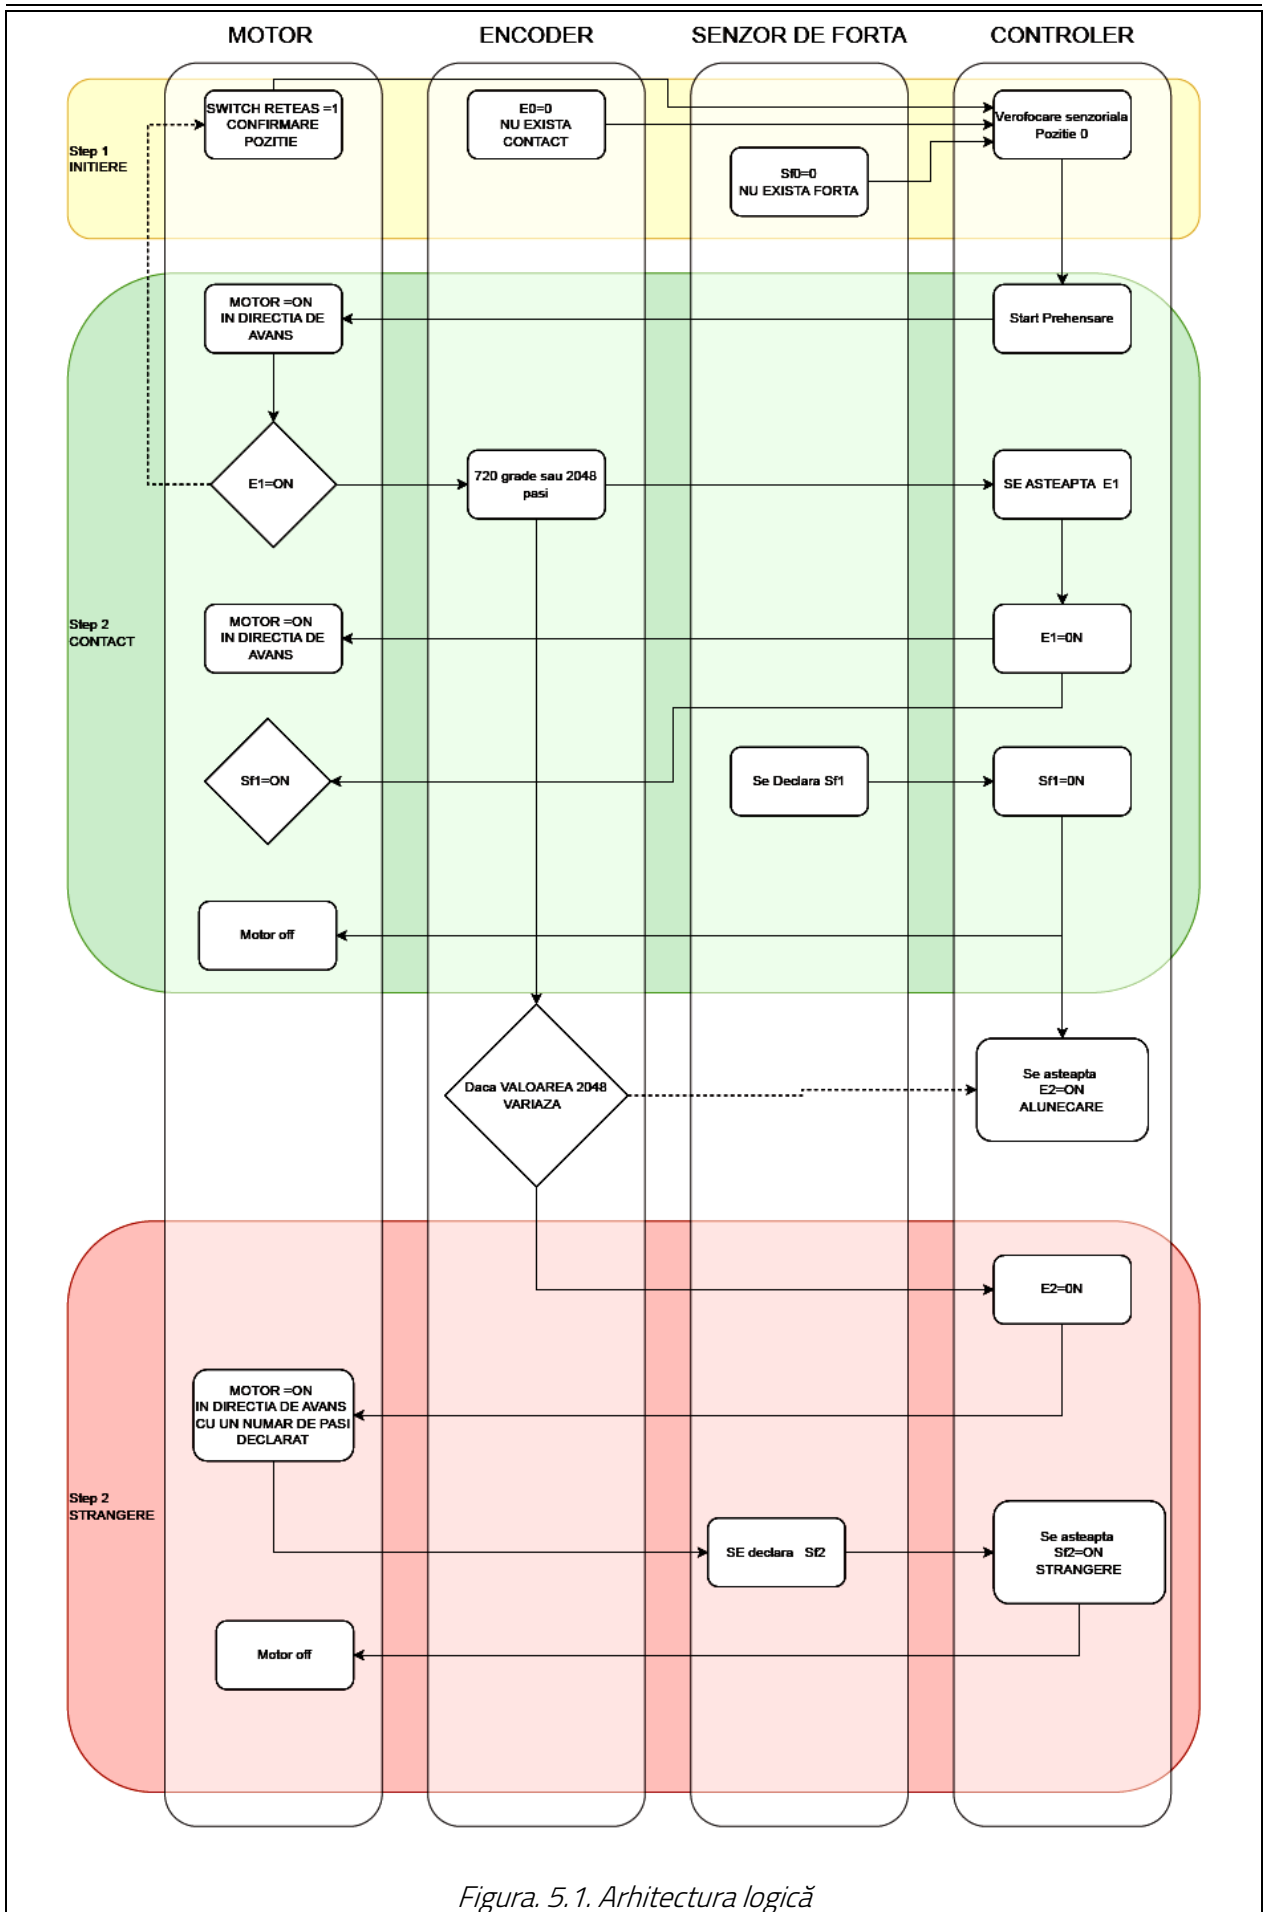 MOTOR
ENCODER
SENZOR DE FORTA
CONTROLER
Step 1
INITIERE
SWITCH RETEAS =1
CONFIRMARE
POZITIE
E0=0
NU EXISTA
CONTACT
Sf0=0
NU EXISTA FORTA
Verofocare senzoriala
Pozitie 0
MOTOR =ON
IN DIRECTIA DE
AVANS
Start Prehensare
E1=ON
720 grade sau 2048
pasi
SE ASTEAPTA E1
Step 2
CONTACT
MOTOR =ON
IN DIRECTIA DE
AVANS
E1=0N
Sf1=ON
Se Declara Sf1
Sf1=0N
Motor off
Daca VALOAREA 2048
VARIAZA
Se asteapta
E2=ON
ALUNECARE
E2=0N
MOTOR =ON
IN DIRECTIA DE AVANS
CU UN NUMAR DE PASI
DECLARAT
Step 2
STRANGERE
SE declara Sf2
Se asteapta
Sf2=ON
STRANGERE
Motor off
Figura. 5.1. Arhitectura logică